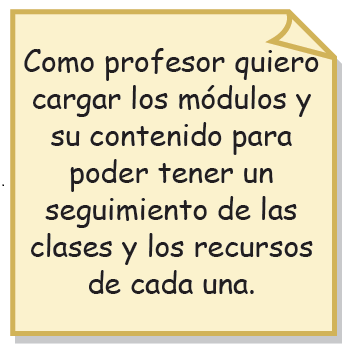 Como profesor quiero
cargar los módulos y
su contenido para
poder tener un
seguimiento de las
clases y los recursos
de cada una.